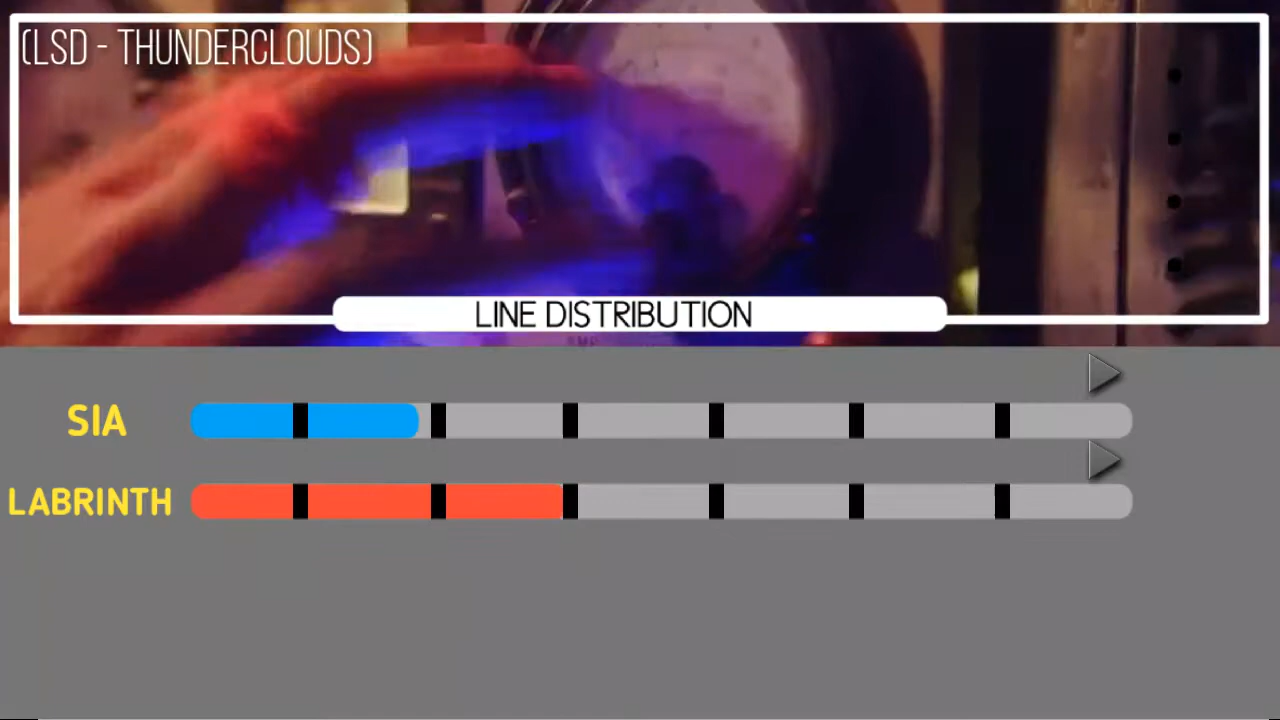 (LSD - THUNDERCLOUDS)
LINE DISTRIBUTION
SIA
LABRINTH